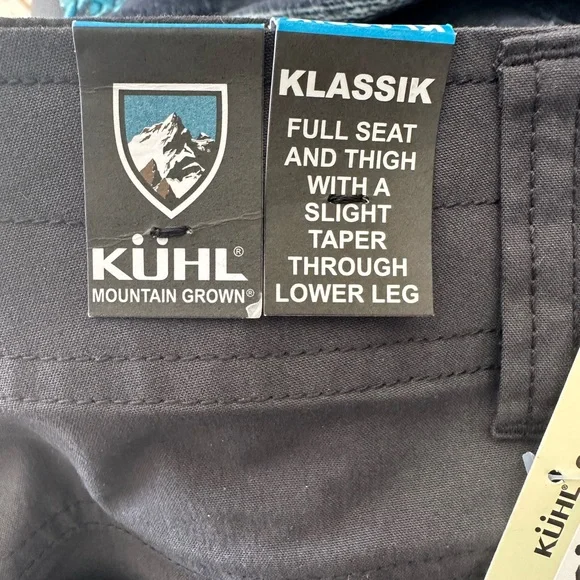 KÜHL®
MOUNTAIN GROWN®
KLASSIK
FULL SEAT
AND THIGH
WITH A
SLIGHT
TAPER
THROUGH
LOWER LEG
KÜHL